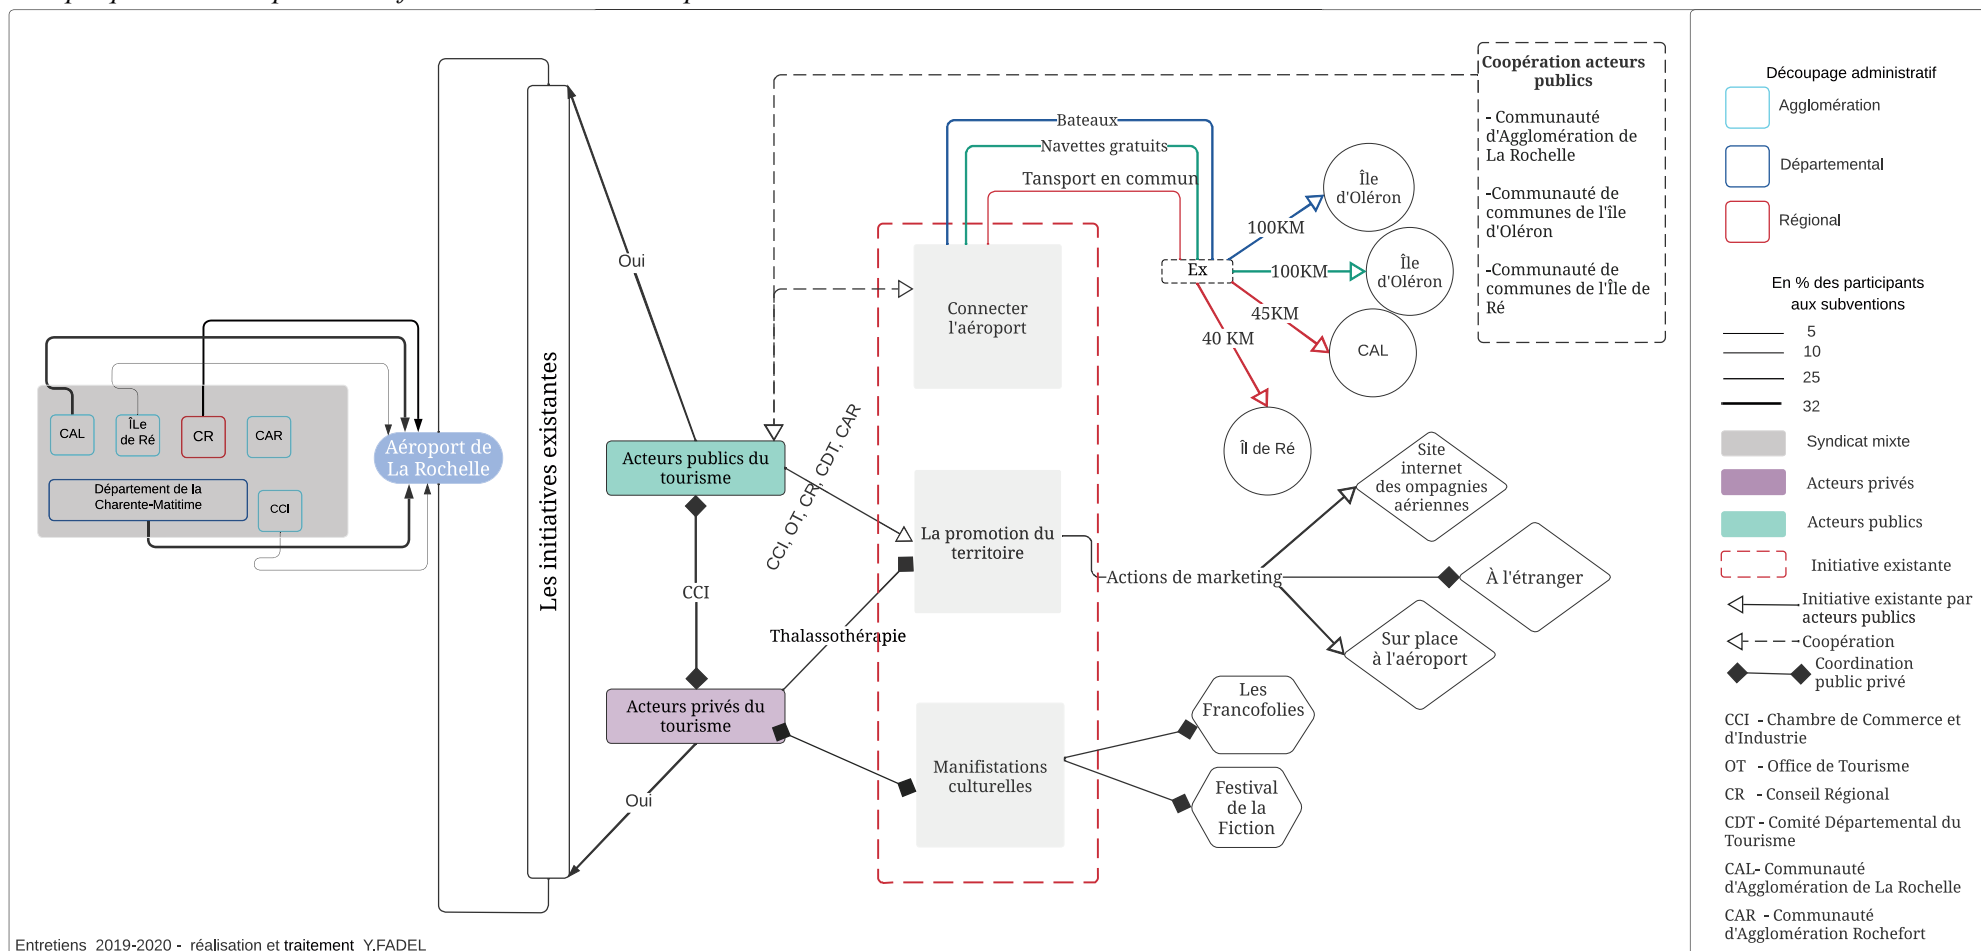 Coopération acteurs
publics
- Communauté
d'Agglomération de
La Rochelle
-Communauté de
communes de l'île
d'Oléron
-Communauté de
communes de l'Île de
Ré
Bateaux
Navettes gratuits
Tansport en commun
Île
d'Oléron
100KM
Ex
100KM
Île
d'Oléron
45KM
40 KM
CAL
Îl de Ré
Oui
Connecter
l'aéroport
Les initiatives existantes
CAL
ÎLe
de Ré
CR
CAR
Département de la
Charente-Matitime
CCI
Aéroport de
La Rochelle
Acteurs publics du
tourisme
CCI, OT, CR, CDT, CAR
CCI
Thalassothérapie
Acteurs privés du
tourisme
Oui
La promotion du
territoire
Actions de marketing
Site
internet
des ompagnies
aériennes
À l'étranger
Sur place
à l'aéroport
Manifistations
culturelles
Les
Francofolies
Festival
de la
Fiction
Entretiens 2019-2020 - réalisation et traitement Y.FADEL
Découpage administratif
Agglomération
Départemental
Régional
En % des participants
aux subventions
5
10
25
32
Syndicat mixte
Acteurs privés
Acteurs publics
Initiative existante
Initiative existante par
acteurs publics
Coopération
Coordination
public privé
CCI - Chambre de Commerce et
d'Industrie
OT - Office de Tourisme
CR - Conseil Régional
CDT - Comité Départemental du
Tourisme
CAL- Communauté
d'Agglomération de La Rochelle
CAR - Communauté
d'Agglomération Rochefort